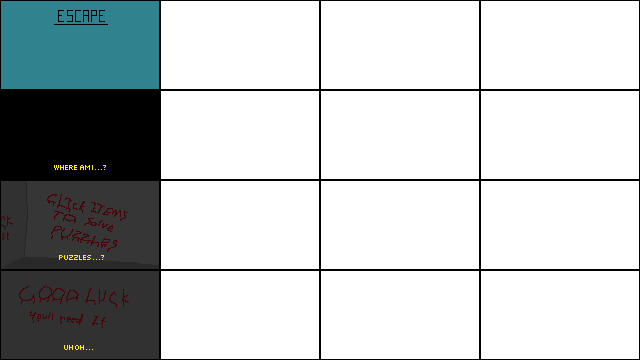 ESCAPE
WHERE AM I...?
CLICK ITEMS
TO Solve
PUZZLES
PUZZLES...?
GOOD LUCK
You'll need It
UH OH...